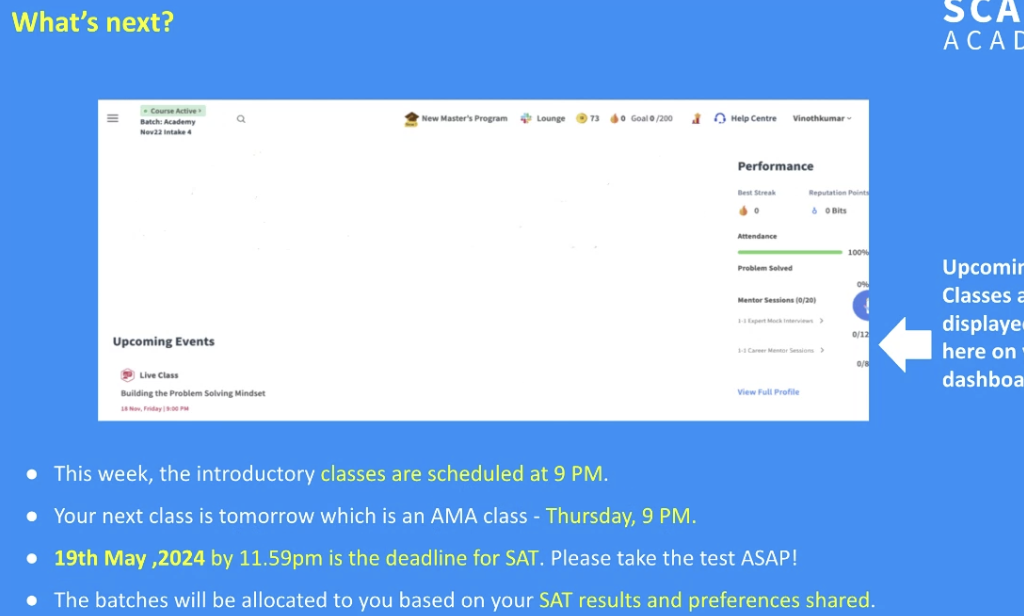 What's next?
SCA
ACAD
Course Active
Batch: Academy
Nov22 Intake 4
New Master's Program
Lounge
73
0 Goal 0/200
Help Centre
Vinothkumar
Performance
Best Streak
Reputation Points
0
0 Bits
Attendance
100%
Problem Solved
0%
Mentor Sessions (0/20)
1-1 Expert Mock Interviews
0/12
1-1 Career Mentor Sessions
0/8
View Full Profile
Upcoming Events
Live Class
Building the Problem Solving Mindset
18 Nov, Friday | 9:00 PM
Upcomin
Classes a
displayed
here on
dashboa
● This week, the introductory classes are scheduled at 9 PM.
● Your next class is tomorrow which is an AMA class - Thursday, 9 PM.
● 19th May ,2024 by 11.59pm is the deadline for SAT. Please take the test ASAP!
● The batches will be allocated to you based on your SAT results and preferences shared.